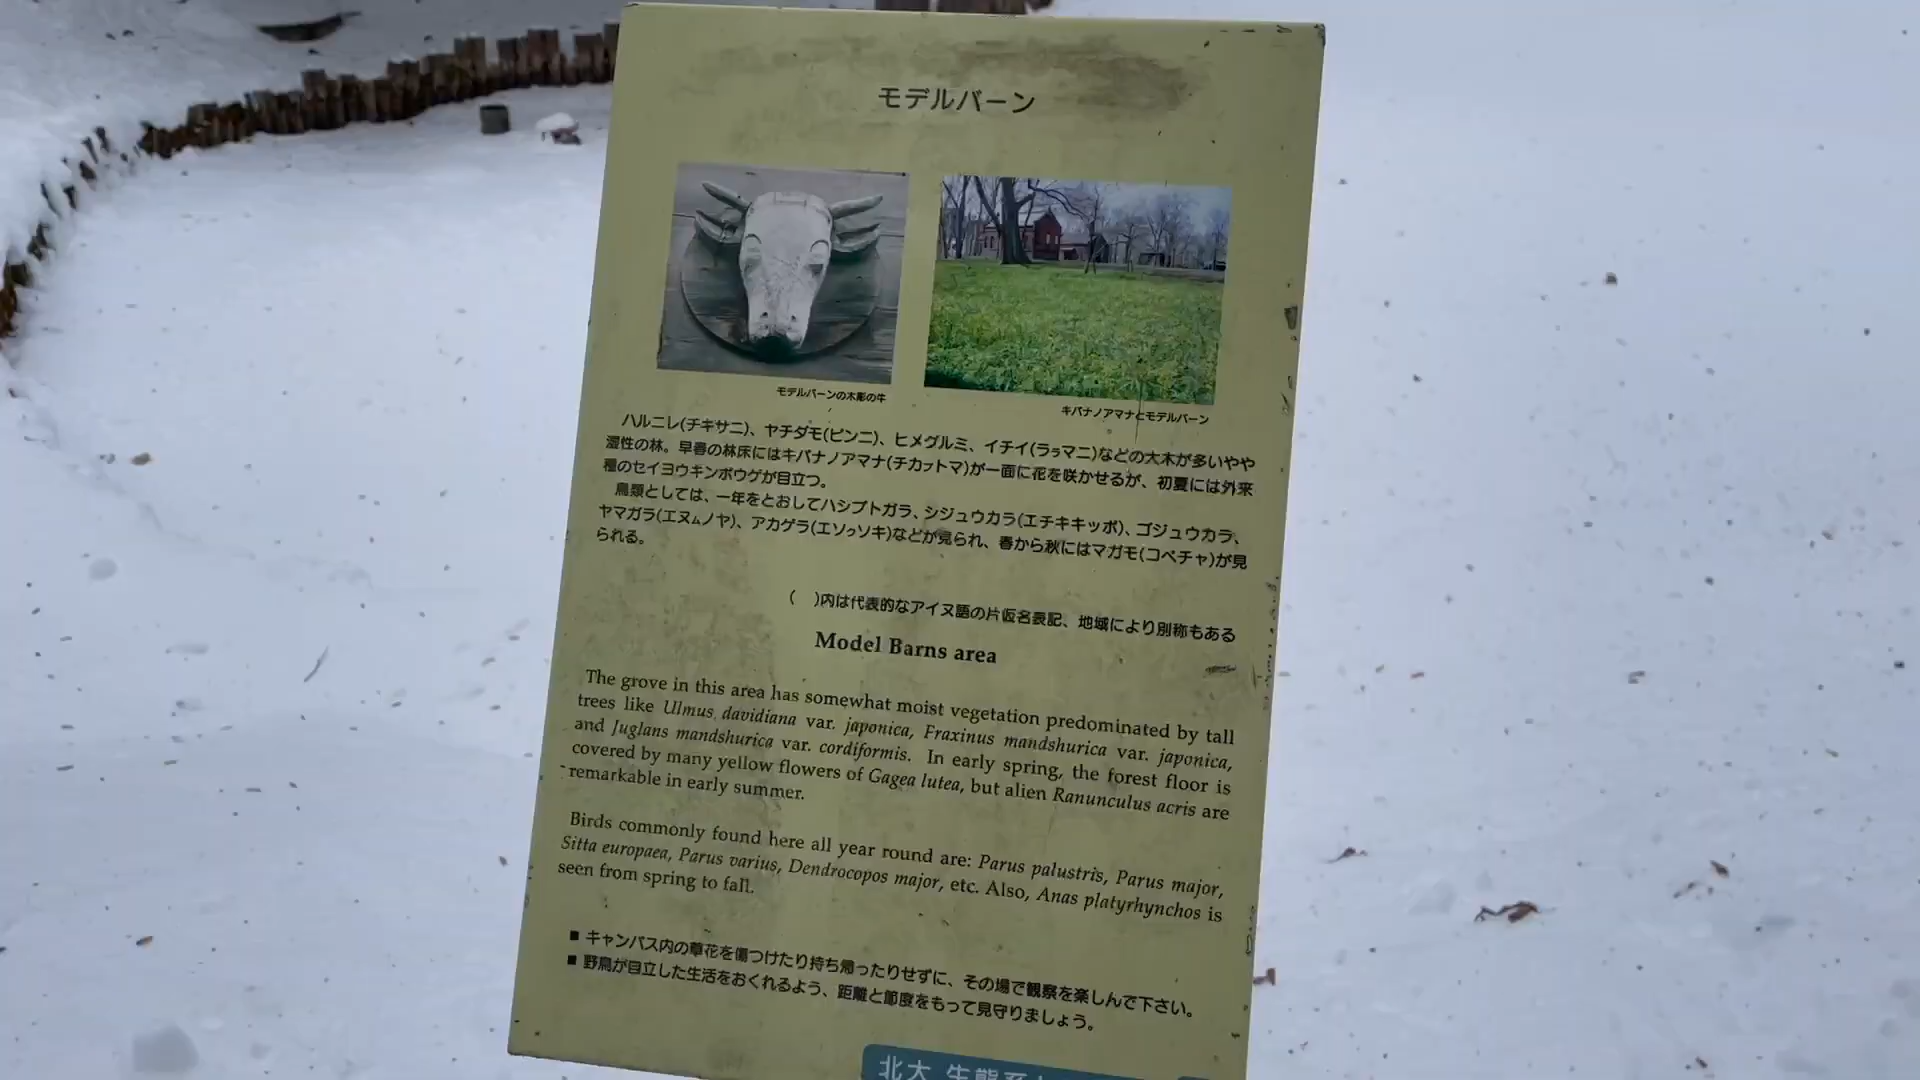 モデルバーン
モデルバーンの木彫の牛
キバナノアマナとモデルバーン
ハルニレ(チキサニ)、ヤチダモ(ピンニ)、ヒメグルミ、イチイ(ラㇻマニ)などの大木が多いやや
湿性の林。早春の林床にはキバナノアマナ(チカㇷ゚トマ)が一面に花を咲かせるが、初夏には外来
種のセイヨウキンポウゲが目立つ。
鳥類としては、一年をとおしてハシブトガラ、シジュウカラ(エチキキッポ)、ゴジュウカラ、
ヤマガラ(エヌㇺノヤ)、アカゲラ(エソㇰソキ)などが見られ、春から秋にはマガモ(コペチャ)が見
られる。
( )内は代表的なアイヌ語の片仮名表記、地域により別称もある
Model Barns area
The grove in this area has somewhat moist vegetation predominated by tall
trees like Ulmus davidiana var. japonica, Fraxinus mandshurica var. japonica,
and Juglans mandshurica var. cordiformis. In early spring, the forest floor is
covered by many yellow flowers of Gagea lutea, but alien Ranunculus acris are
remarkable in early summer.
Birds commonly found here all year round are: Parus palustris, Parus major,
Sitta europaea, Parus varius, Dendrocopos major, etc. Also, Anas platyrhynchos is
seen from spring to fall.
■ キャンパス内の草花を傷つけたり持ち帰ったりせずに、その場で観察を楽しんで下さい。
■ 野鳥が自立した生活をおくれるよう、距離と節度をもって見守りましょう。
北大 生態系